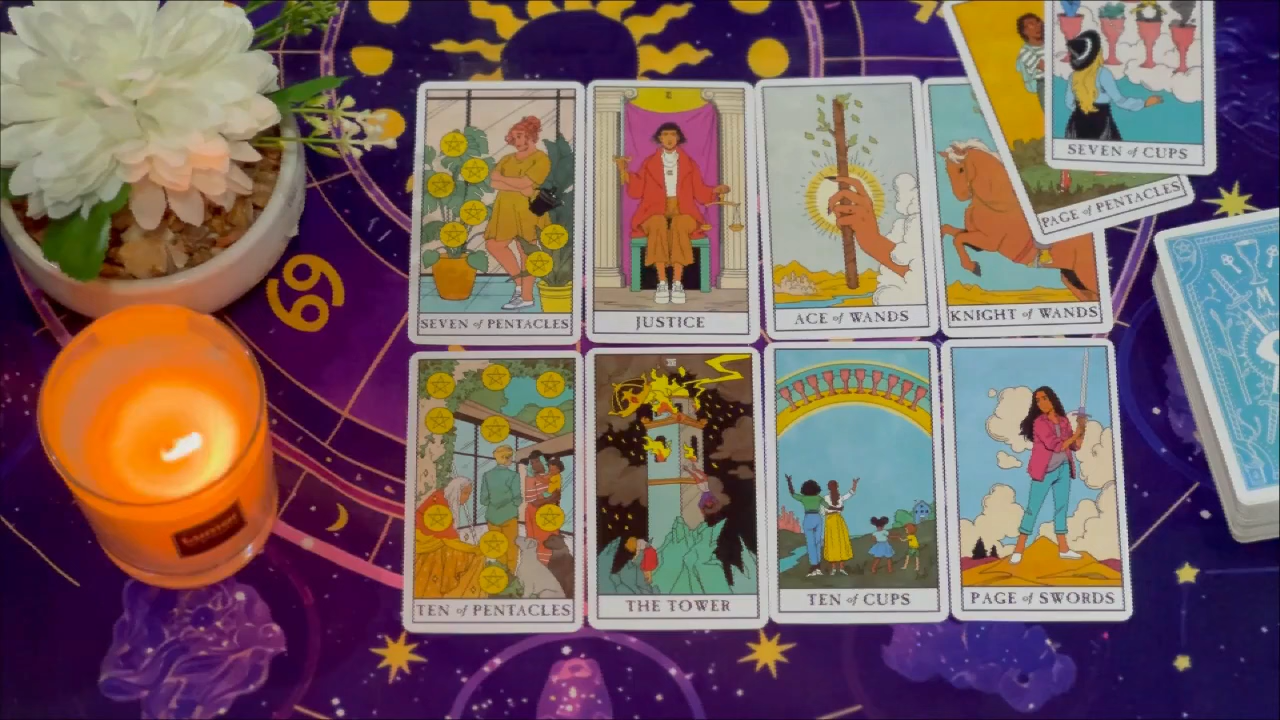 SEVEN of CUPS
PAGE of PENTACLES
SEVEN of PENTACLES
JUSTICE
ACE of WANDS
KNIGHT of WANDS
TEN of PENTACLES
THE TOWER
TEN of CUPS
PAGE of SWORDS